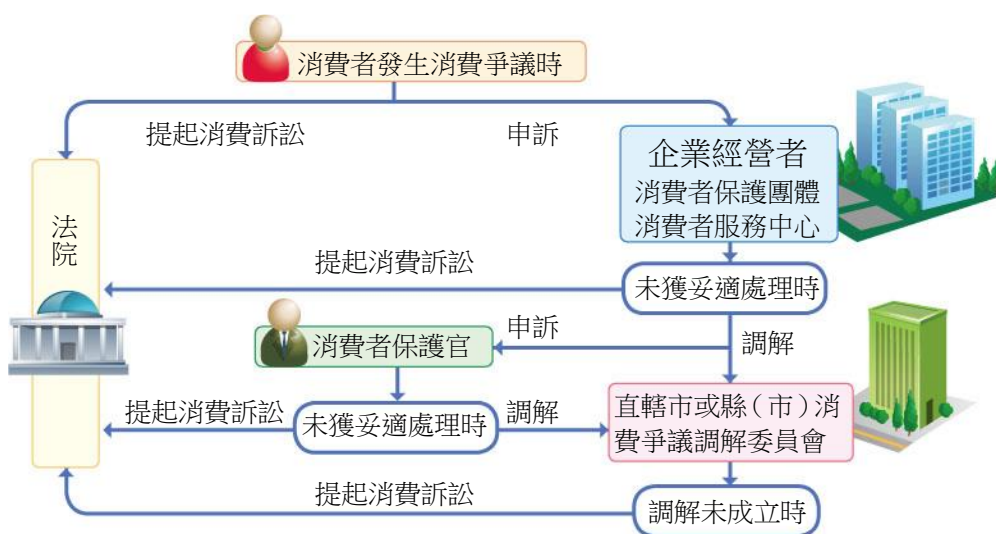 消費者發生消費爭議時
提起消費訴訟
申訴
企業經營者
消費者保護團體
消費者服務中心
法院
提起消費訴訟
未獲妥適處理時
申訴
調解
消費者保護官
提起消費訴訟
未獲妥適處理時
調解
直轄市或縣（市）消
費爭議調解委員會
提起消費訴訟
調解未成立時